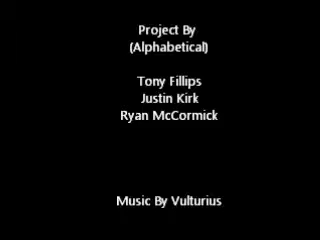 Project By
(Alphabetical)
Tony Fillips
Justin Kirk
Ryan McCormick
Music By Vulturius